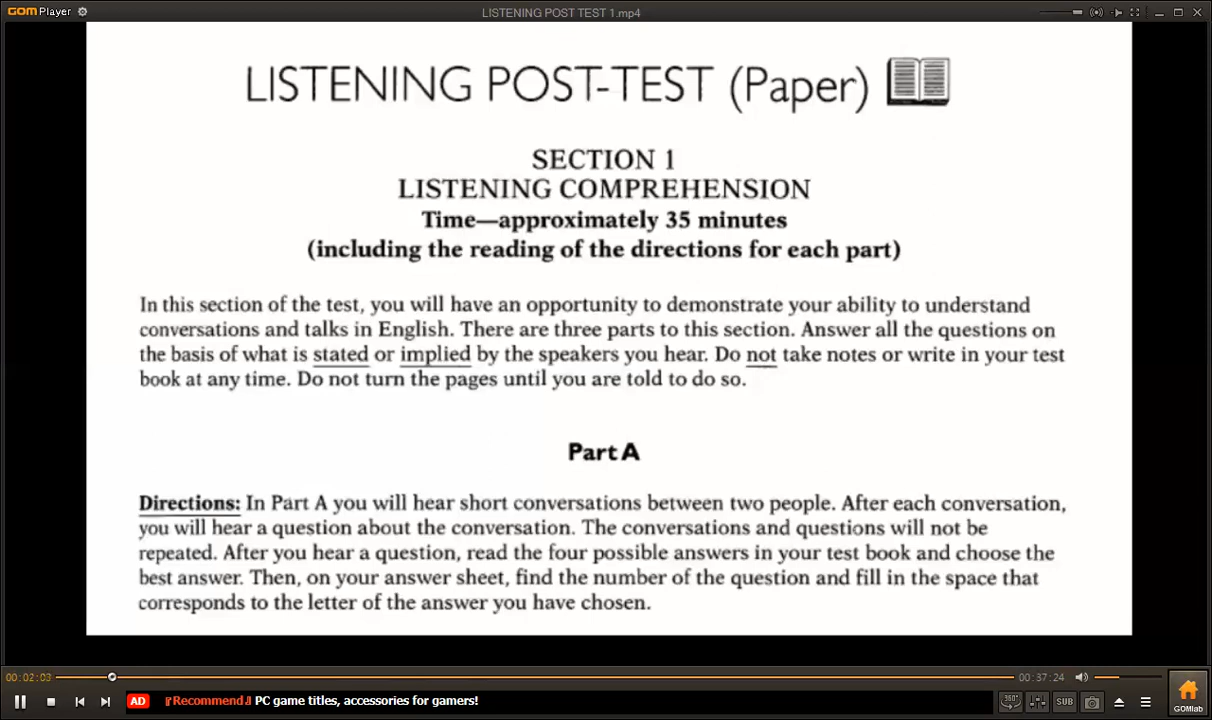 GOMPlayer
LISTENING POST TEST 1.mp4
LISTENING POST-TEST (Paper)
SECTION 1
LISTENING COMPREHENSION
Time—approximately 35 minutes
(including the reading of the directions for each part)
In this section of the test, you will have an opportunity to demonstrate your ability to understand
conversations and talks in English. There are three parts to this section. Answer all the questions on
the basis of what is stated or implied by the speakers you hear. Do not take notes or write in your test
book at any time. Do not turn the pages until you are told to do so.
Part A
Directions: In Part A you will hear short conversations between two people. After each conversation,
you will hear a question about the conversation. The conversations and questions will not be
repeated. After you hear a question, read the four possible answers in your test book and choose the
best answer. Then, on your answer sheet, find the number of the question and fill in the space that
corresponds to the letter of the answer you have chosen.
00:02:03
00:37:24
AD 『Recommend』 PC game titles, accessories for gamers!
360°
SUB
GOMlab